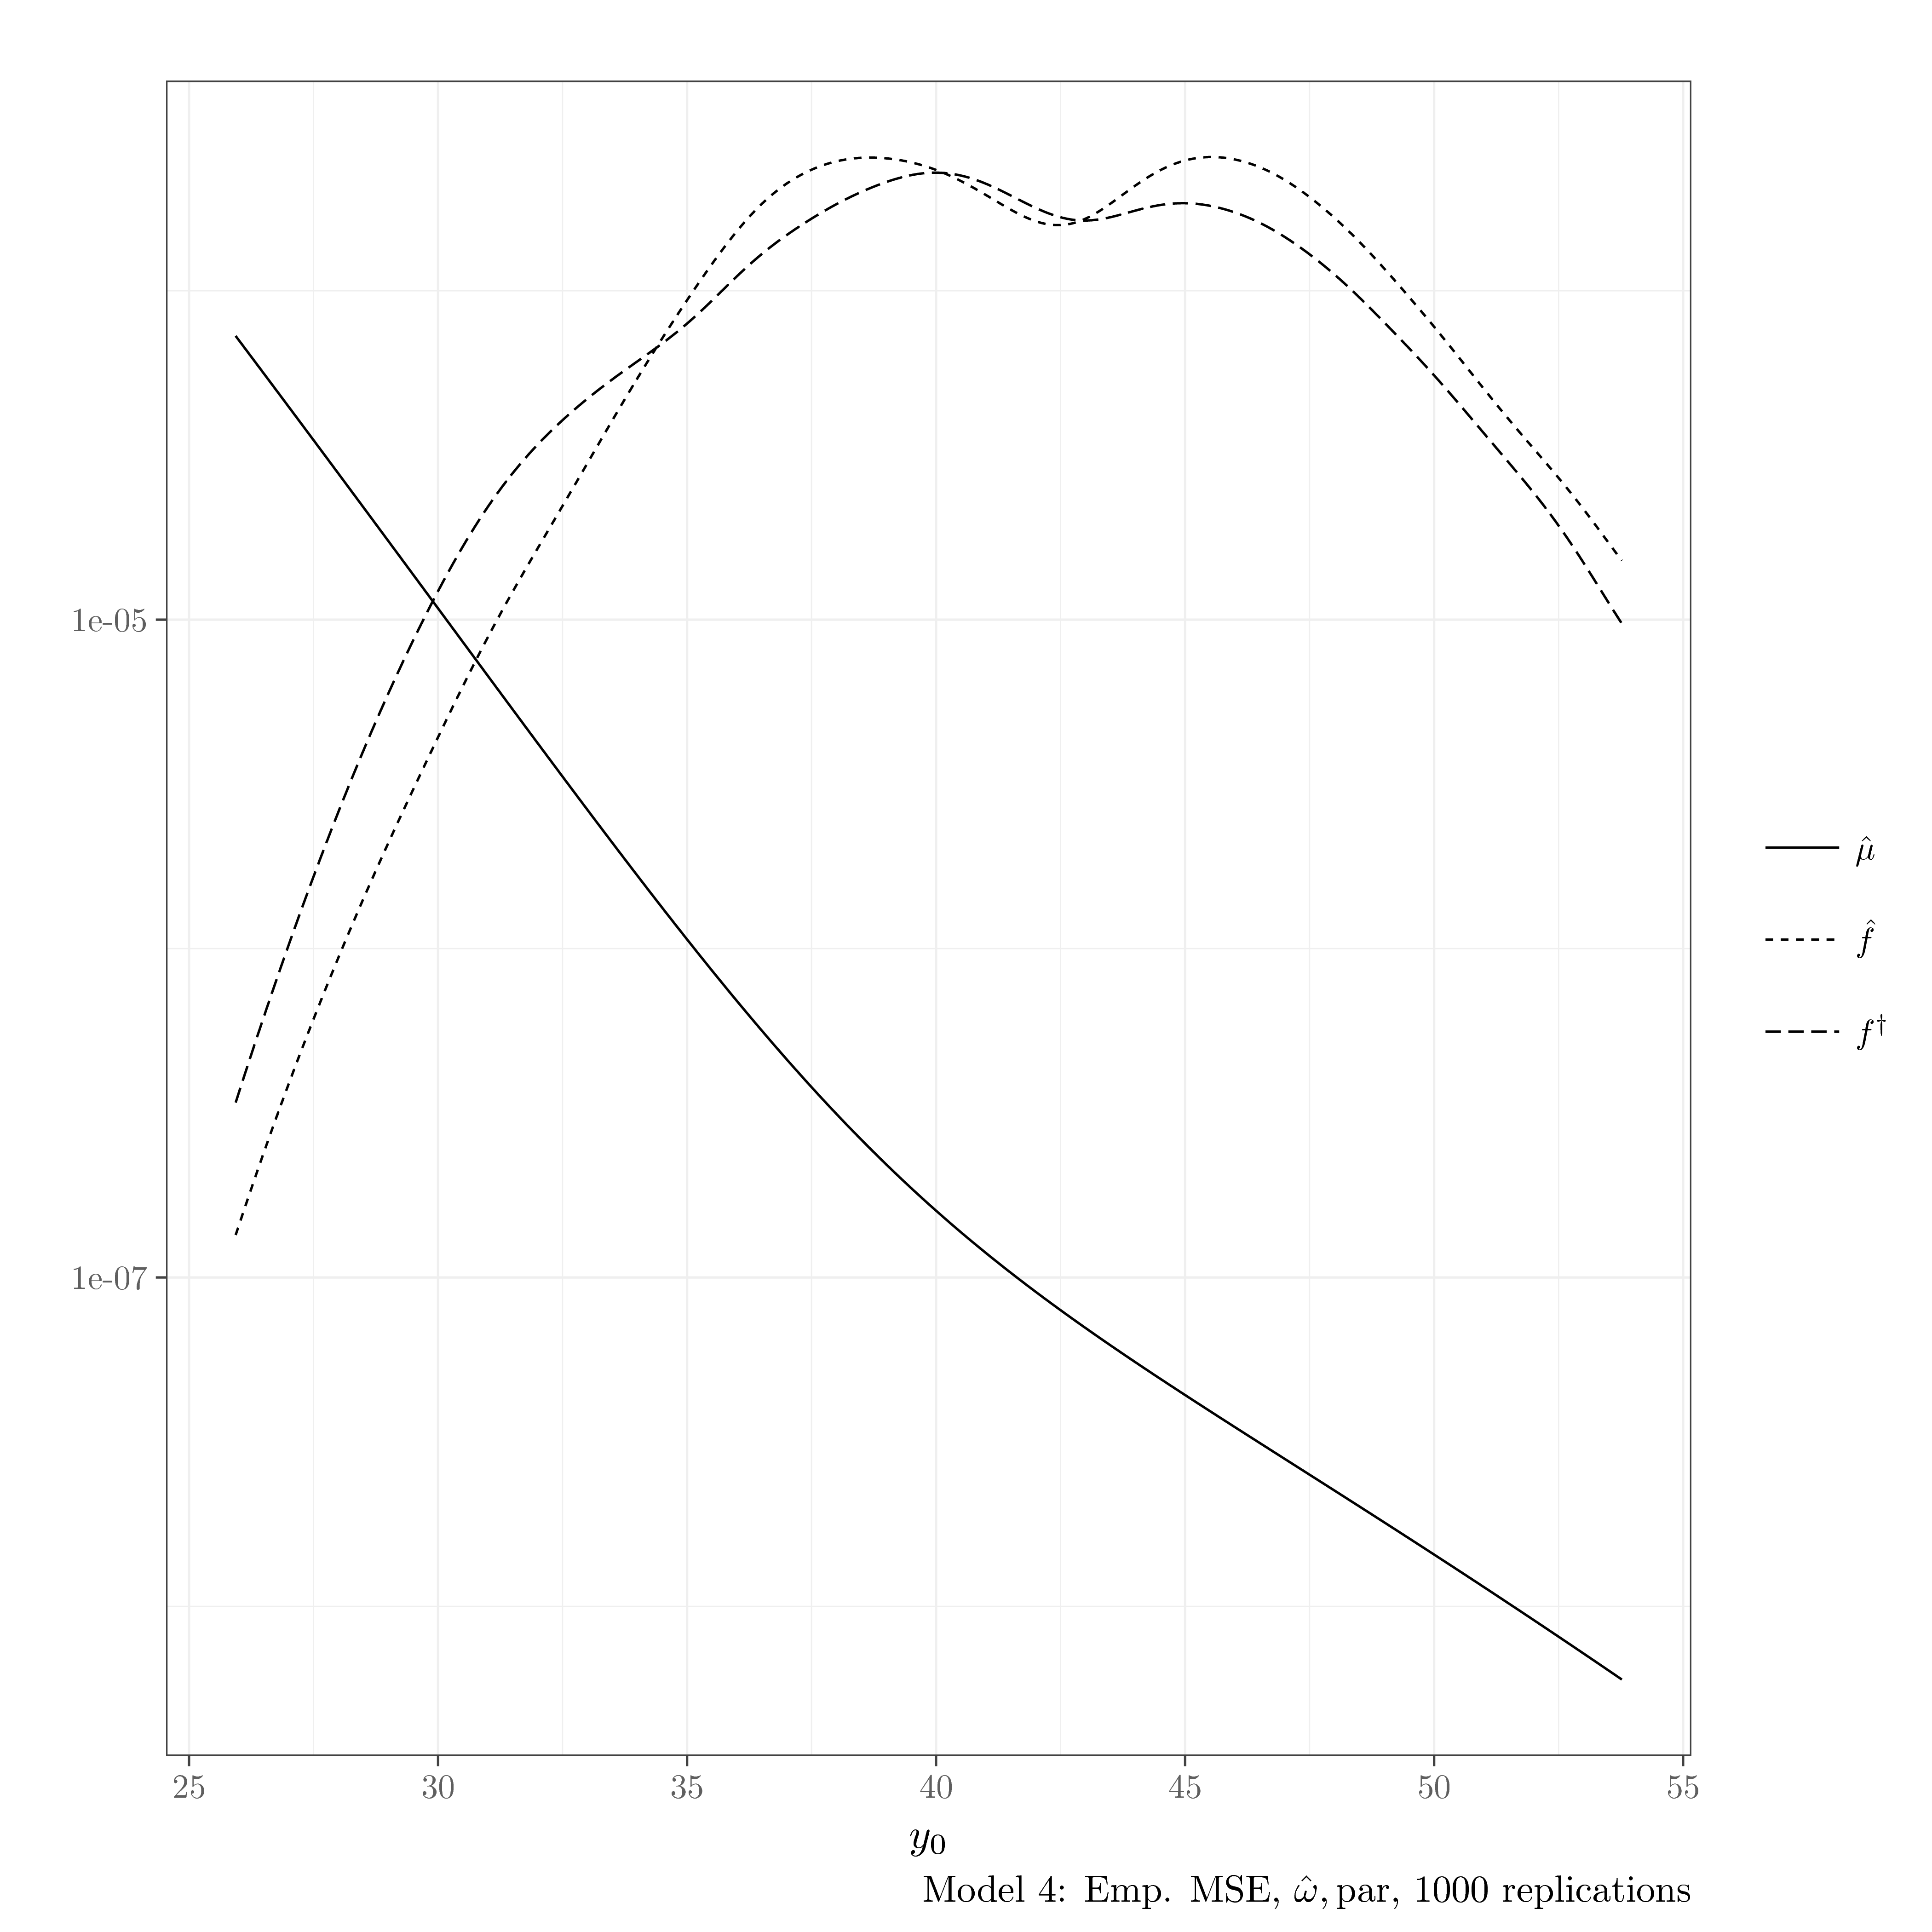 1e-05
1e-07
25 30 35 40 45 50 55
y₀
Model 4: Emp. MSE, ω̂, par, 1000 replications
μ̂
f̂
f†